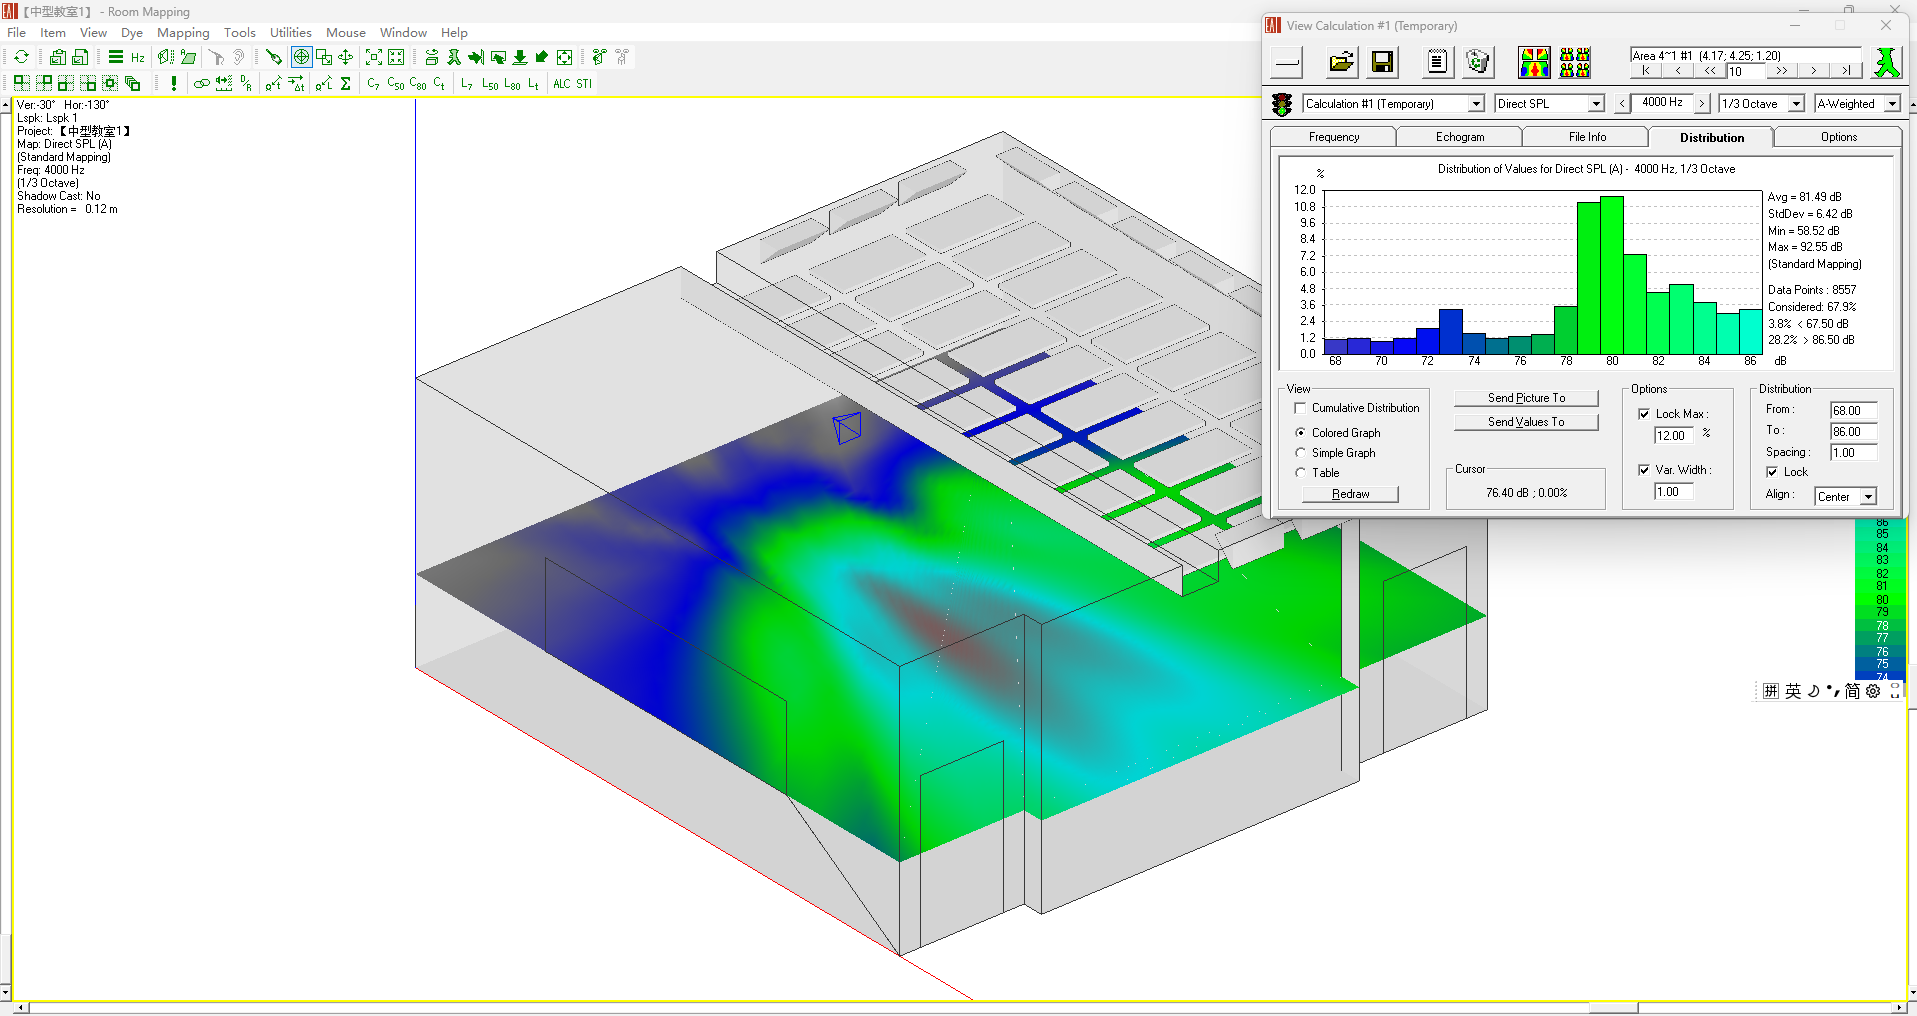 【中型教室1】 - Room Mapping
File Item View Dye Mapping Tools Utilities Mouse Window Help
Hz
C7 C50 C80 Ct L7 L50 L80 Lt ALC STI
Ver:-30° Hor:-130°
Lspk: Lspk 1
Project: 【中型教室1】
Map: Direct SPL (A)
(Standard Mapping)
Freq: 4000 Hz
(1/3 Octave)
Shadow Cast: No
Resolution = 0.12 m
View Calculation #1 (Temporary)
Area 4~1 #1 (4.17; 4.25; 1.20)
|< < << 10 >> > >|
Calculation #1 (Temporary) Direct SPL < 4000 Hz > 1/3 Octave A-Weighted
Frequency Echogram File Info Distribution Options
Distribution of Values for Direct SPL (A) - 4000 Hz, 1/3 Octave
%
12.0
10.8
9.6
8.4
7.2
6.0
4.8
3.6
2.4
1.2
0.0
68 70 72 74 76 78 80 82 84 86 dB
Avg = 81.49 dB
StdDev = 6.42 dB
Min = 58.52 dB
Max = 92.55 dB
(Standard Mapping)
Data Points : 8557
Considered: 67.9%
3.8% < 67.50 dB
28.2% > 86.50 dB
View
Cumulative Distribution
Colored Graph
Simple Graph
Table
Redraw
Send Picture To
Send Values To
Cursor
76.40 dB ; 0.00%
Options
Lock Max :
12.00 %
Var. Width :
1.00
Distribution
From : 68.00
To : 86.00
Spacing : 1.00
Lock
Align : Center
86
85
84
83
82
81
80
79
78
77
76
75
74
拼 英 简